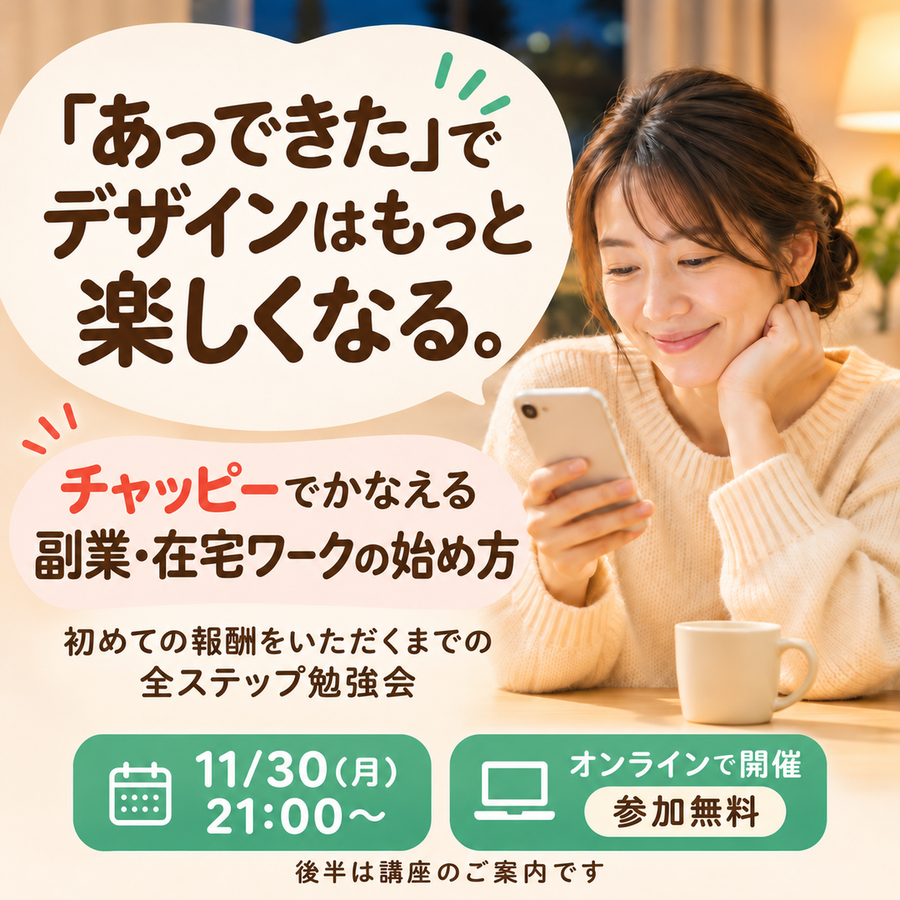 「あっできた」で
デザインはもっと
楽しくなる。
チャッピーでかなえる
副業・在宅ワークの始め方
初めての報酬をいただくまでの
全ステップ勉強会
11/30(月)
21:00〜
オンラインで開催
参加無料
後半は講座のご案内です